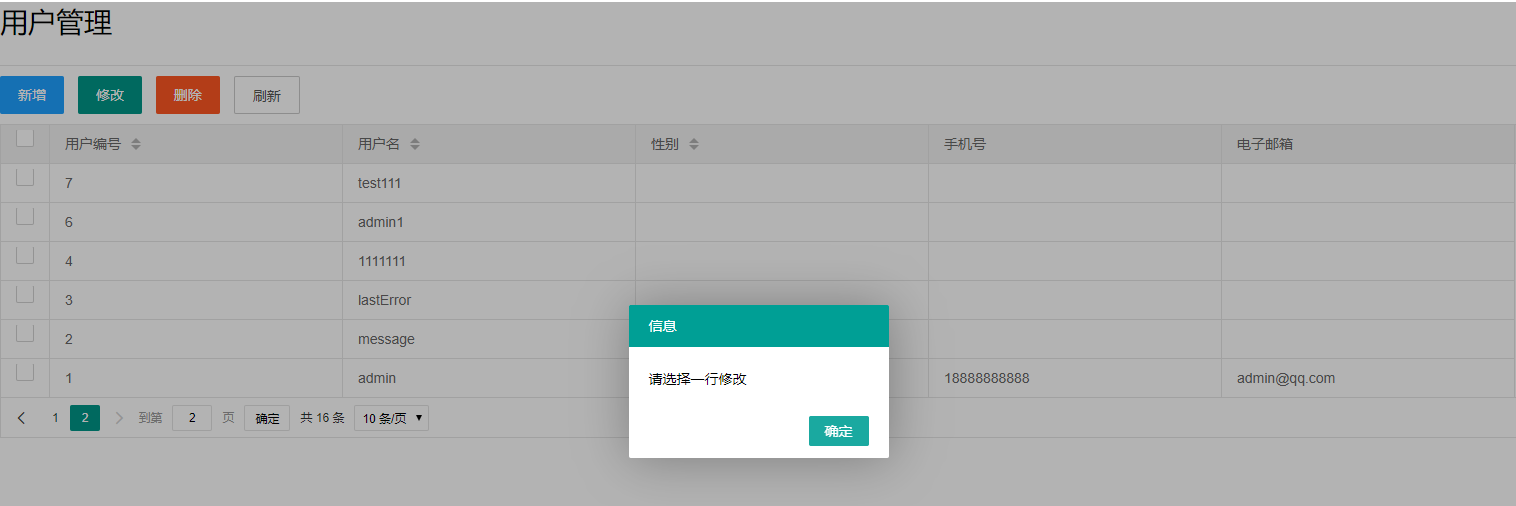 用户管理
新增 修改 删除 刷新
用户编号 用户名 性别 手机号 电子邮箱
7 test111
6 admin1
4 1111111
3 lastError
2 message
1 admin 18888888888 admin@qq.com
1 2 到第 2 页 确定 共 16 条 10 条/页
信息
请选择一行修改
确定